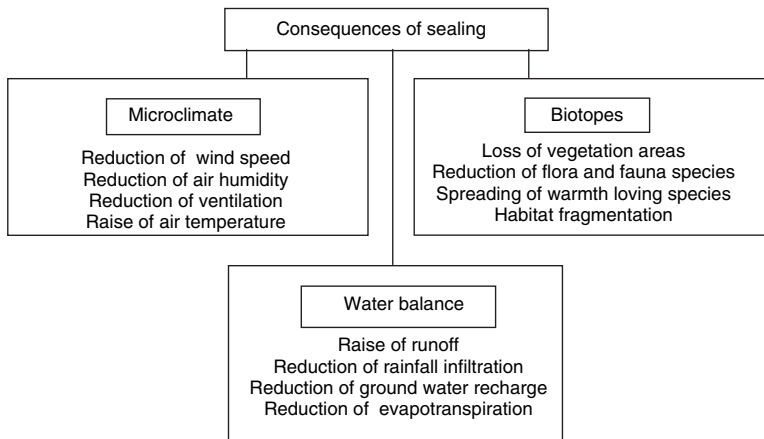 Consequences of sealing
Microclimate
Reduction of wind speed
Reduction of air humidity
Reduction of ventilation
Raise of air temperature
Biotopes
Loss of vegetation areas
Reduction of flora and fauna species
Spreading of warmth loving species
Habitat fragmentation
Water balance
Raise of runoff
Reduction of rainfall infiltration
Reduction of ground water recharge
Reduction of evapotranspiration